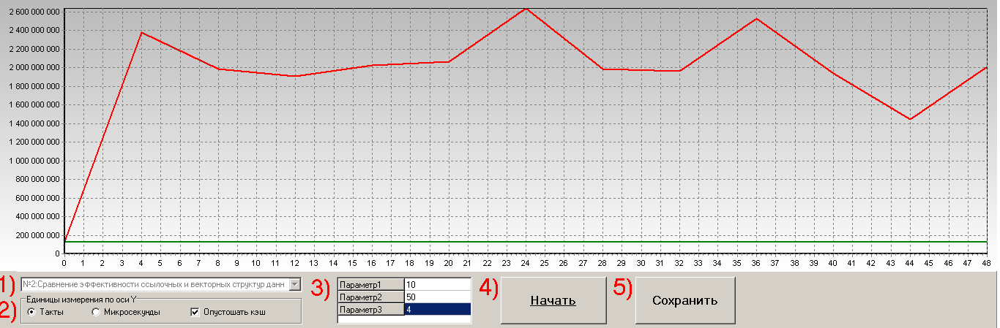 2 600 000 000
2 400 000 000
2 200 000 000
2 000 000 000
1 800 000 000
1 600 000 000
1 400 000 000
1 200 000 000
1 000 000 000
800 000 000
600 000 000
400 000 000
200 000 000
0
0 1 2 4 4 5 6 7 8 9 10 11 12 13 14 15 16 17 18 19 20 21 22 23 24 25 26 27 28 29 30 31 32 33 34 35 36 37 38 39 40 41 42 43 44 45 46 47 48
1) №2:Сравнение эффективности ссылочных и векторных структур данн
2) Единицы измерения по оси Y
Такты Микросекунды Опустошать кэш
3) Параметр1 10
Параметр2 50
Параметр3 4
4) Начать
5) Сохранить